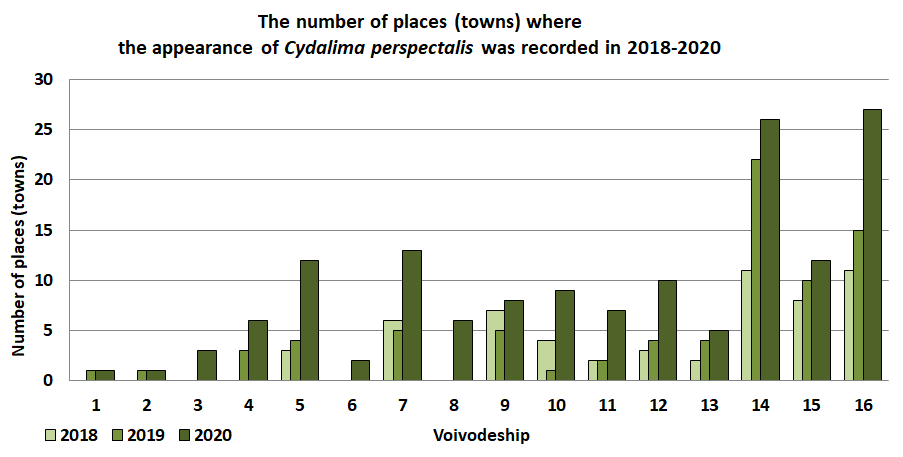 The number of places (towns) where
the appearance of Cydalima perspectalis was recorded in 2018-2020
30
25
20
15
10
5
0
Number of places (towns)
1 2 3 4 5 6 7 8 9 10 11 12 13 14 15 16
2018 2019 2020 Voivodeship